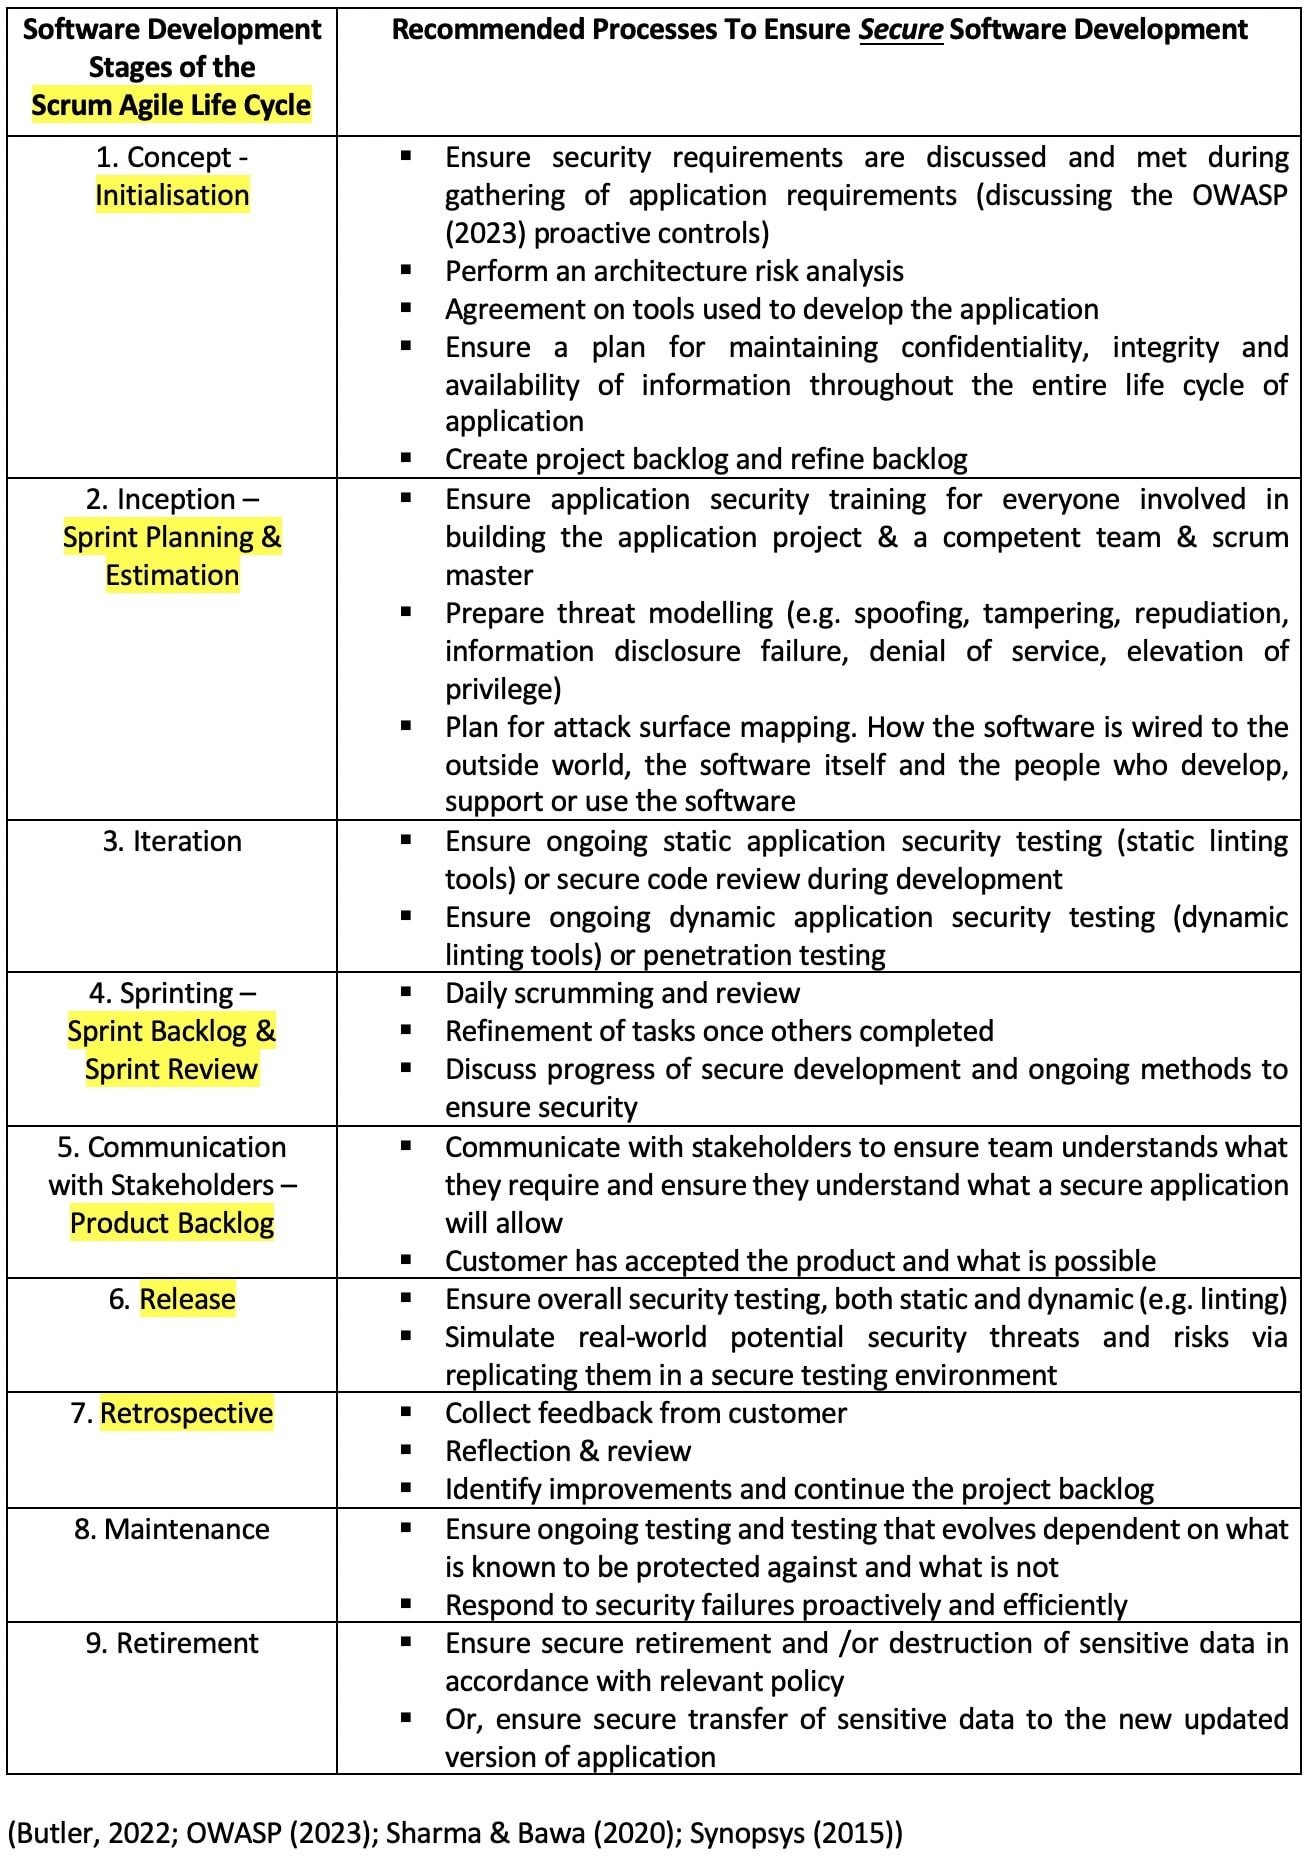 Software Development
Stages of the
Scrum Agile Life Cycle
Recommended Processes To Ensure Secure Software Development
1. Concept -
Initialisation
▪ Ensure security requirements are discussed and met during
gathering of application requirements (discussing the OWASP
(2023) proactive controls)
▪ Perform an architecture risk analysis
▪ Agreement on tools used to develop the application
▪ Ensure a plan for maintaining confidentiality, integrity and
availability of information throughout the entire life cycle of
application
▪ Create project backlog and refine backlog
2. Inception –
Sprint Planning &
Estimation
▪ Ensure application security training for everyone involved in
building the application project & a competent team & scrum
master
▪ Prepare threat modelling (e.g. spoofing, tampering, repudiation,
information disclosure failure, denial of service, elevation of
privilege)
▪ Plan for attack surface mapping. How the software is wired to the
outside world, the software itself and the people who develop,
support or use the software
3. Iteration
▪ Ensure ongoing static application security testing (static linting
tools) or secure code review during development
▪ Ensure ongoing dynamic application security testing (dynamic
linting tools) or penetration testing
4. Sprinting –
Sprint Backlog &
Sprint Review
▪ Daily scrumming and review
▪ Refinement of tasks once others completed
▪ Discuss progress of secure development and ongoing methods to
ensure security
5. Communication
with Stakeholders –
Product Backlog
▪ Communicate with stakeholders to ensure team understands what
they require and ensure they understand what a secure application
will allow
▪ Customer has accepted the product and what is possible
6. Release
▪ Ensure overall security testing, both static and dynamic (e.g. linting)
▪ Simulate real-world potential security threats and risks via
replicating them in a secure testing environment
7. Retrospective
▪ Collect feedback from customer
▪ Reflection & review
▪ Identify improvements and continue the project backlog
8. Maintenance
▪ Ensure ongoing testing and testing that evolves dependent on what
is known to be protected against and what is not
▪ Respond to security failures proactively and efficiently
9. Retirement
▪ Ensure secure retirement and /or destruction of sensitive data in
accordance with relevant policy
▪ Or, ensure secure transfer of sensitive data to the new updated
version of application
(Butler, 2022; OWASP (2023); Sharma & Bawa (2020); Synopsys (2015))